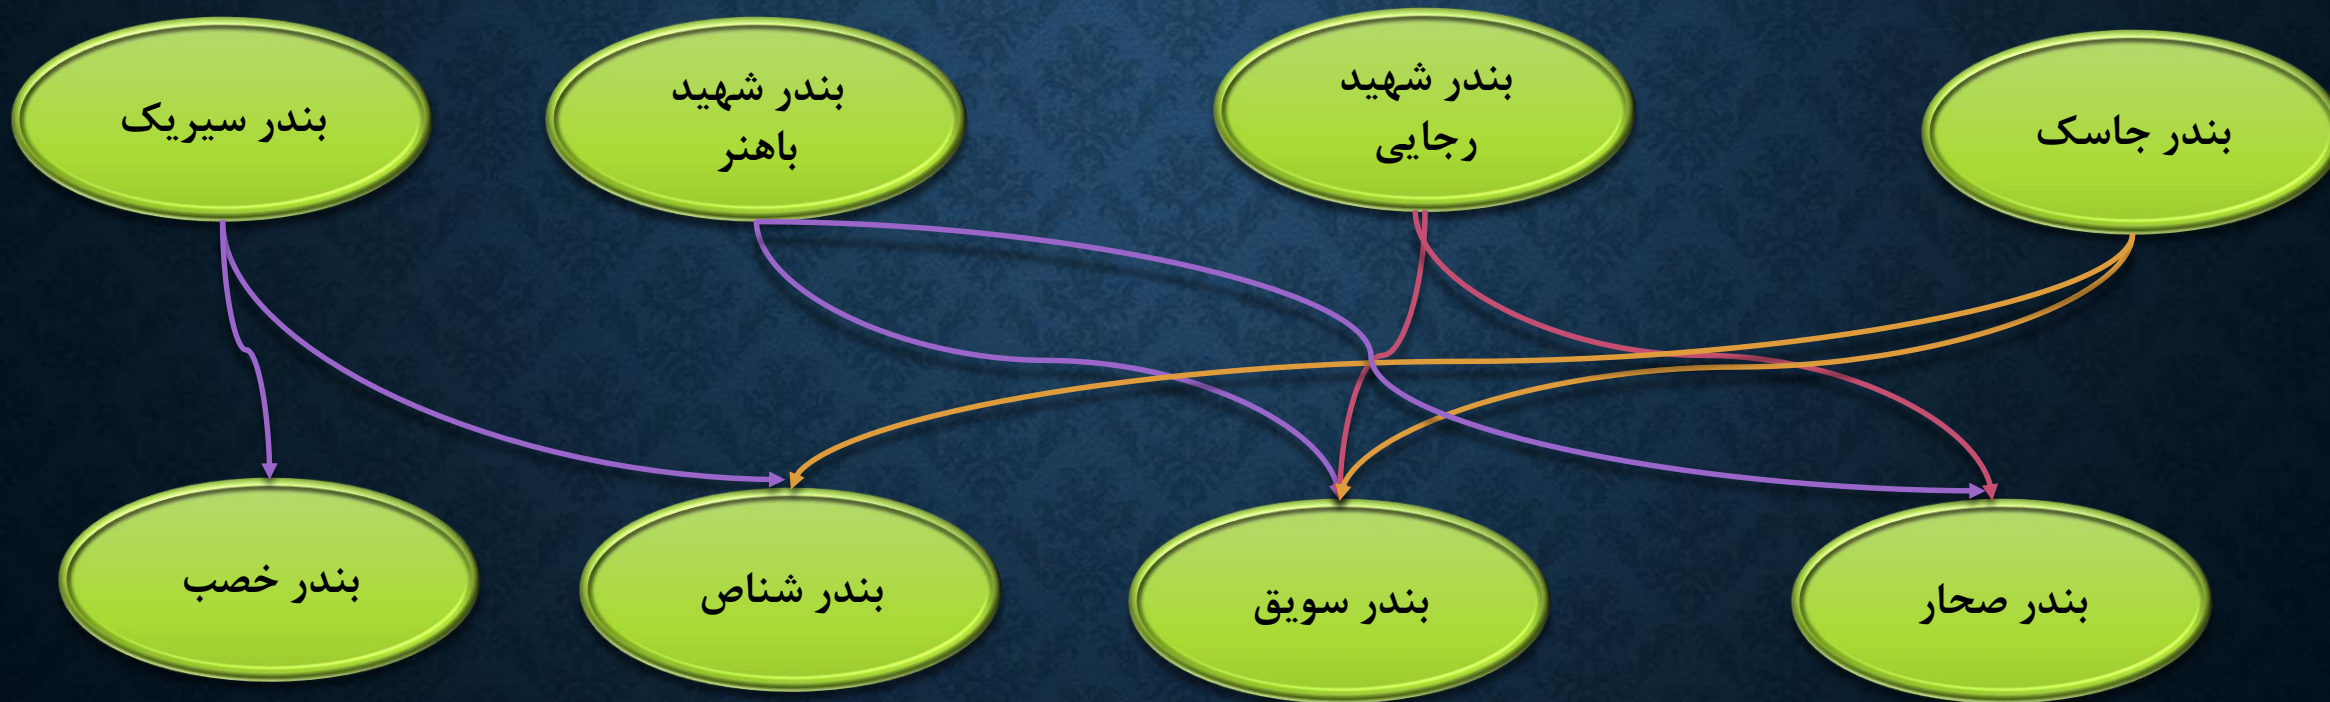 بندر جاسک
بندر شهید
رجایی
بندر شهید
باهنر
بندر سیریک
بندر صحار
بندر سویق
بندر شناص
بندر خصب